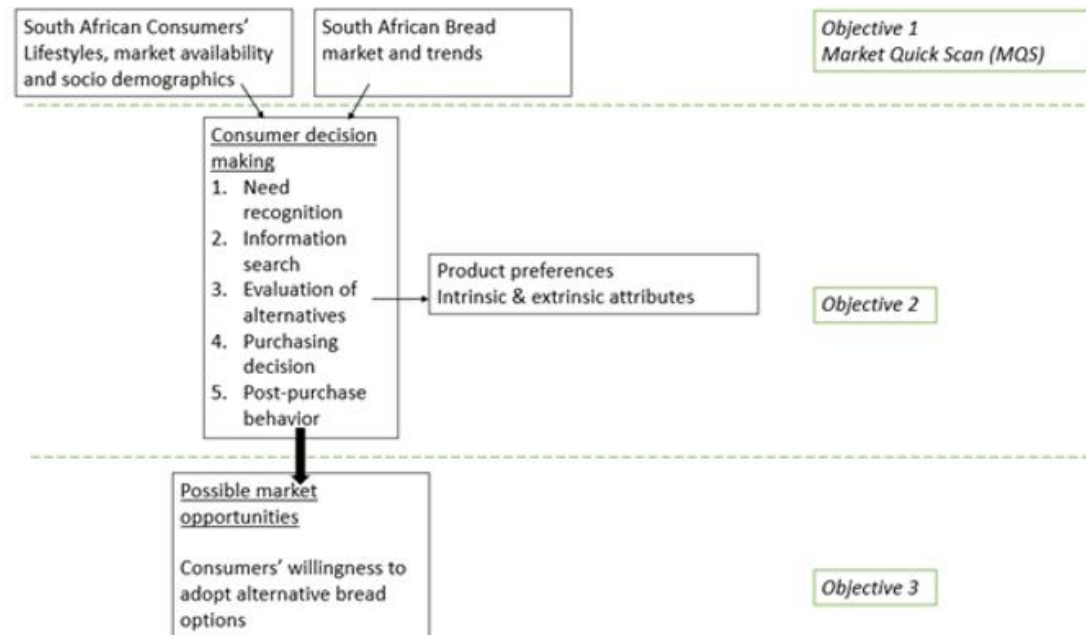 South African Consumers’
Lifestyles, market availability
and socio demographics
South African Bread
market and trends
Objective 1
Market Quick Scan (MQS)
Consumer decision
making
1. Need
recognition
2. Information
search
3. Evaluation of
alternatives
4. Purchasing
decision
5. Post-purchase
behavior
Product preferences
Intrinsic & extrinsic attributes
Objective 2
Possible market
opportunities
Consumers’ willingness to
adopt alternative bread
options
Objective 3